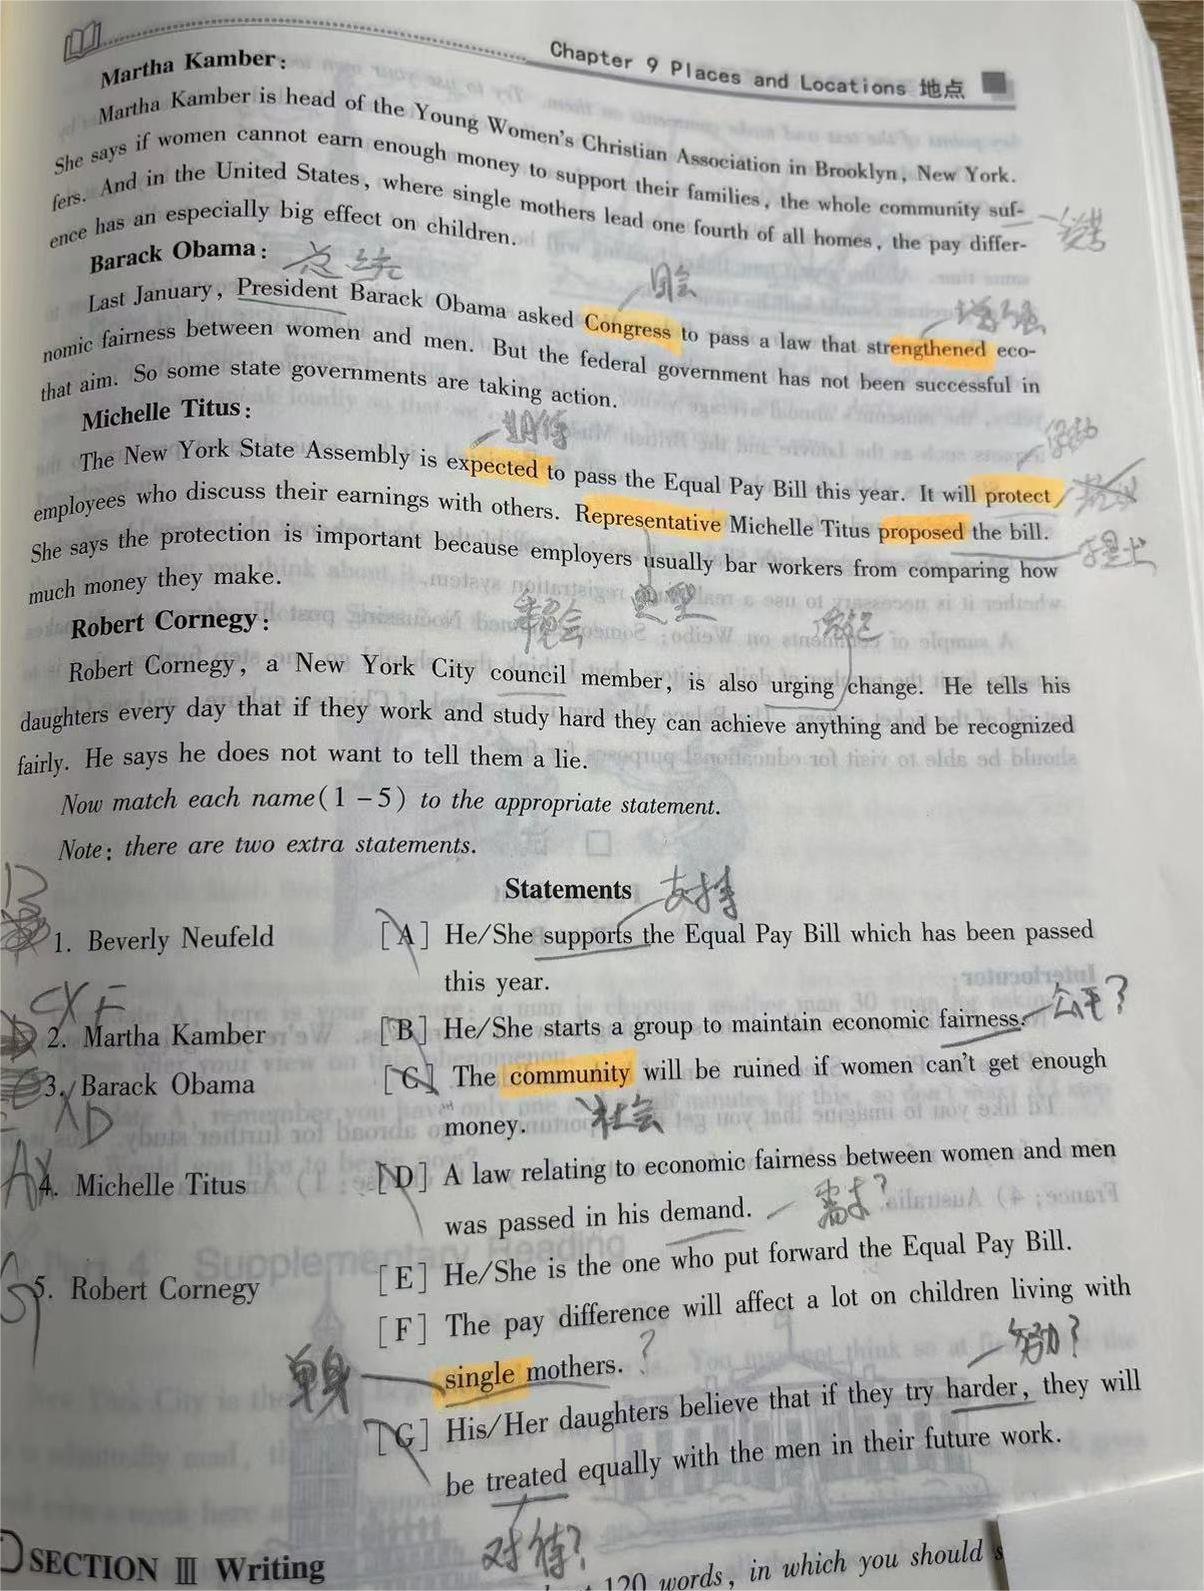 Chapter 9 Places and Locations 地点
Martha Kamber:
Martha Kamber is head of the Young Women's Christian Association in Brooklyn, New York.
She says if women cannot earn enough money to support their families, the whole community suf-
fers. And in the United States, where single mothers lead one fourth of all homes, the pay differ-
ence has an especially big effect on children.
Barack Obama:
总统
国会
Last January, President Barack Obama asked Congress to pass a law that strengthened eco-
增强
nomic fairness between women and men. But the federal government has not been successful in
that aim. So some state governments are taking action.
Michelle Titus:
期待
保护
The New York State Assembly is expected to pass the Equal Pay Bill this year. It will protect
employees who discuss their earnings with others. Representative Michelle Titus proposed the bill.
提出
She says the protection is important because employers usually bar workers from comparing how
much money they make.
Robert Cornegy:
Robert Cornegy, a New York City council member, is also urging change. He tells his
daughters every day that if they work and study hard they can achieve anything and be recognized
fairly. He says he does not want to tell them a lie.
Now match each name(1 -5) to the appropriate statement.
Note: there are two extra statements.
Statements
支持
B
1. Beverly Neufeld
[A] He/She supports the Equal Pay Bill which has been passed
this year.
C F
2. Martha Kamber
[B] He/She starts a group to maintain economic fairness.
公平?
3. Barack Obama
D
[C] The community will be ruined if women can't get enough
money.
社会
A
4. Michelle Titus
[D] A law relating to economic fairness between women and men
was passed in his demand.
需求?
G
5. Robert Cornegy
[E] He/She is the one who put forward the Equal Pay Bill.
[F] The pay difference will affect a lot on children living with
single mothers.
?
单身
努力?
[G] His/Her daughters believe that if they try harder, they will
be treated equally with the men in their future work.
对待?
SECTION Ⅲ Writing
120 words, in which you should